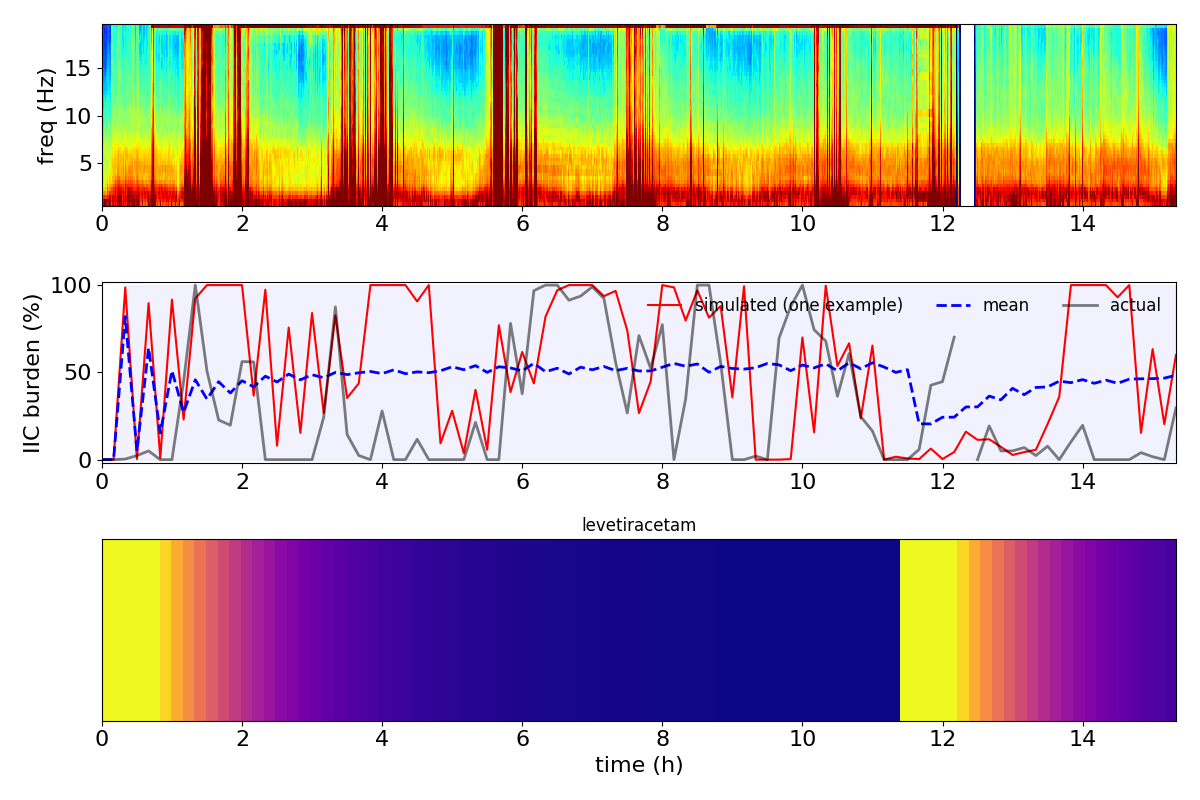 freq (Hz)
15
10
5
0 2 4 6 8 10 12 14
IIC burden (%)
100
50
0
simulated (one example) mean actual
0 2 4 6 8 10 12 14
levetiracetam
0 2 4 6 8 10 12 14
time (h)